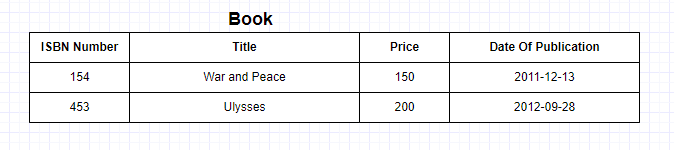 Book
ISBN Number Title Price Date Of Publication
154 War and Peace 150 2011-12-13
453 Ulysses 200 2012-09-28